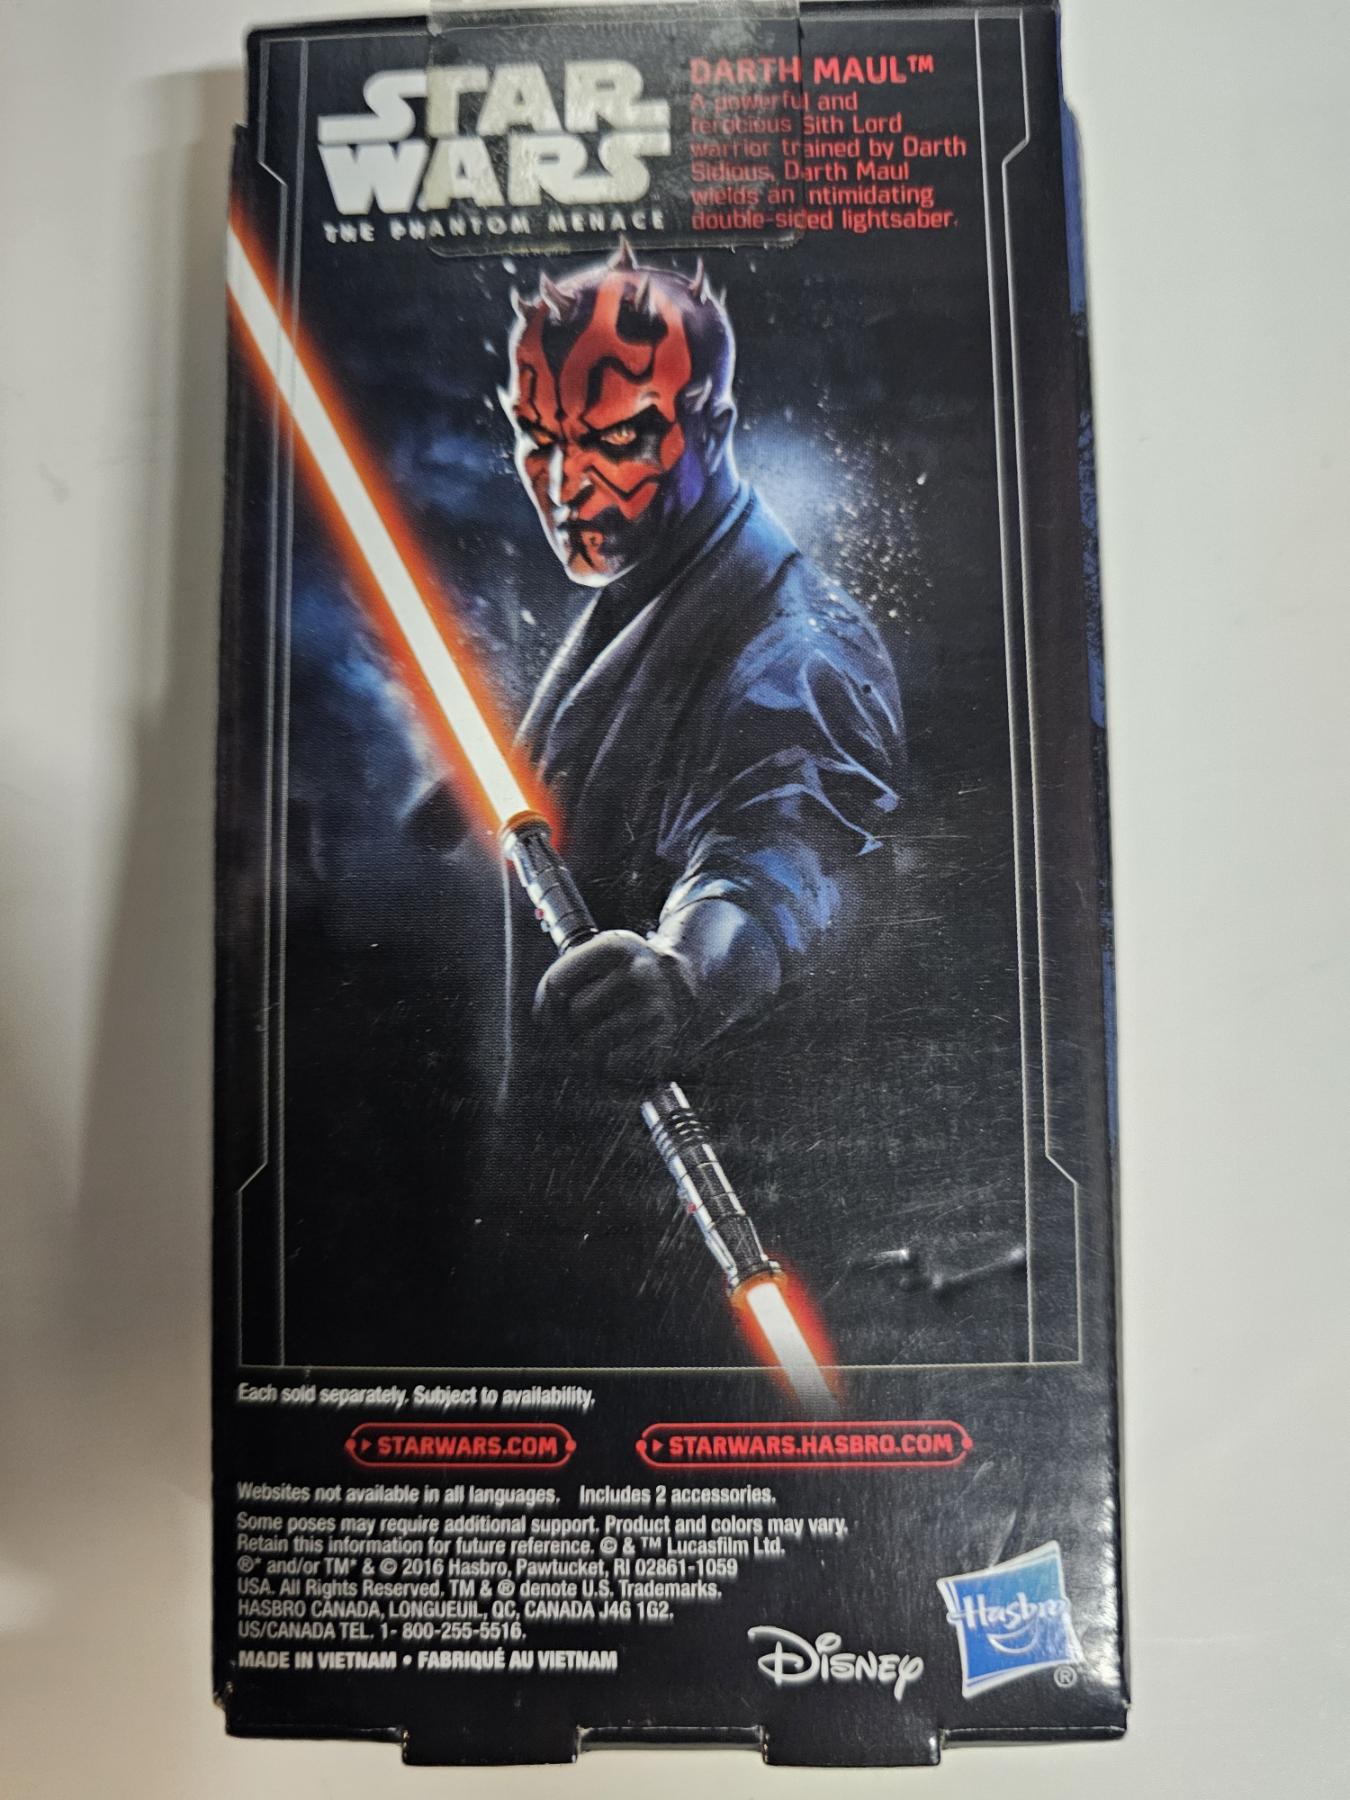 STAR
WARS
THE PHANTOM MENACE
DARTH MAUL™
A powerful and
ferocious Sith Lord
warrior trained by Darth
Sidious, Darth Maul
wields an intimidating
double-sided lightsaber.
Each sold separately. Subject to availability.
STARWARS.COM
STARWARS.HASBRO.COM
Websites not available in all languages. Includes 2 accessories.
Some poses may require additional support. Product and colors may vary.
Retain this information for future reference. © & ™ Lucasfilm Ltd.
®* and/or TM* & © 2016 Hasbro, Pawtucket, RI 02861-1059
USA. All Rights Reserved. TM & ® denote U.S. Trademarks.
HASBRO CANADA, LONGUEUIL, QC, CANADA J4G 1G2.
US/CANADA TEL. 1- 800-255-5516.
MADE IN VIETNAM • FABRIQUÉ AU VIETNAM
Disney
Hasbro
®